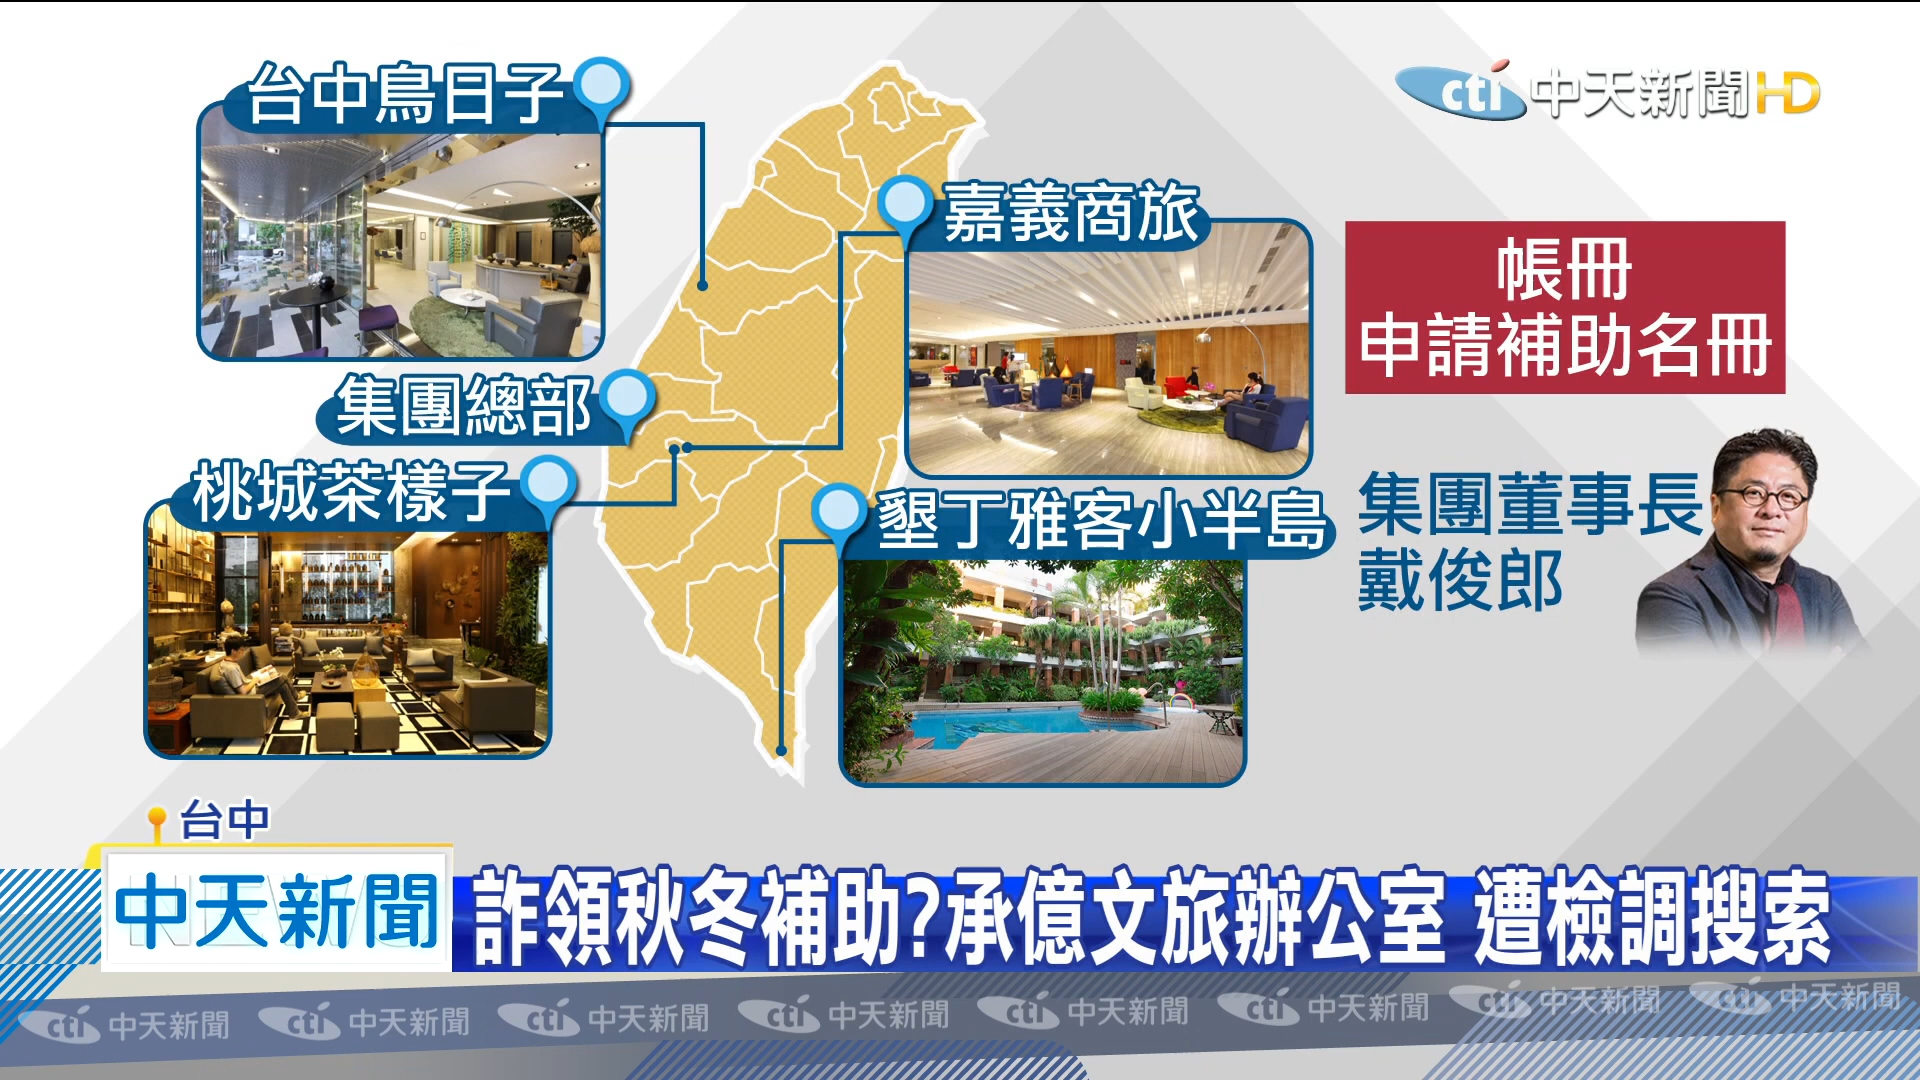 台中鳥日子
cti 中天新聞HD
嘉義商旅
帳冊
申請補助名冊
集團總部
桃城茶樣子
墾丁雅客小半島
集團董事長
戴俊郎
台中
中天新聞
詐領秋冬補助?承億文旅辦公室 遭檢調搜索
cti 中天新聞 cti 中天新聞 cti 中天新聞 cti 中天新聞 cti 中天新聞 cti 中天新聞 cti 中天新聞 cti 中天新聞